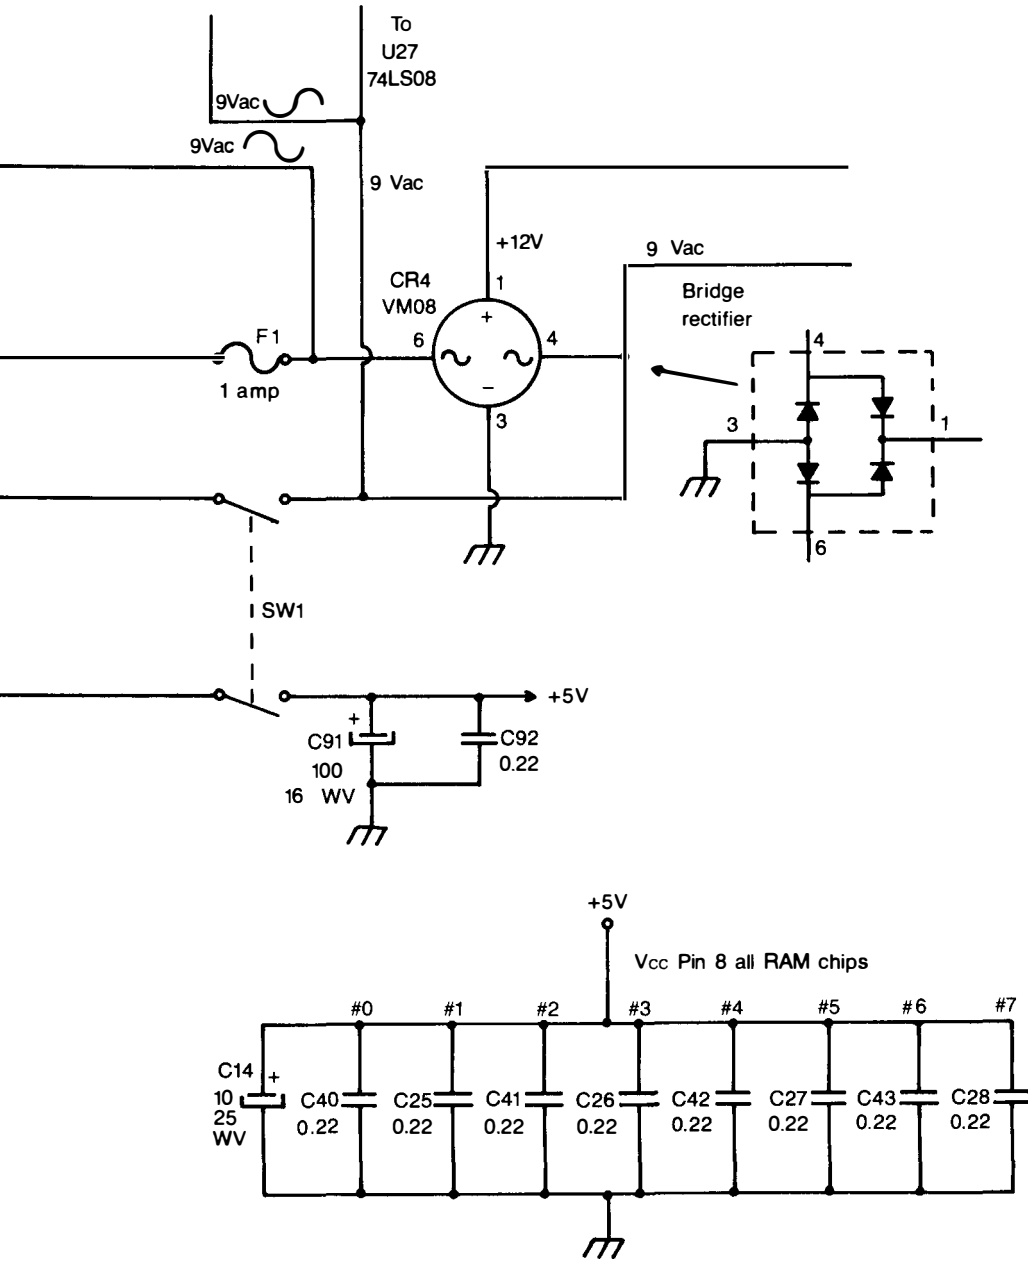 To
U27
74LS08
9Vac
9Vac
9 Vac
+12V
9 Vac
CR4
VM08
1
+
Bridge
rectifier
F1
6
4
4
1 amp
−
3
3
1
6
SW1
+5V
+
C91
100
16 WV
C92
0.22
+5V
Vcc Pin 8 all RAM chips
#0 #1 #2 #3 #4 #5 #6 #7
C14 +
10
25
WV
C40 C25 C41 C26 C42 C27 C43 C28
0.22 0.22 0.22 0.22 0.22 0.22 0.22 0.22